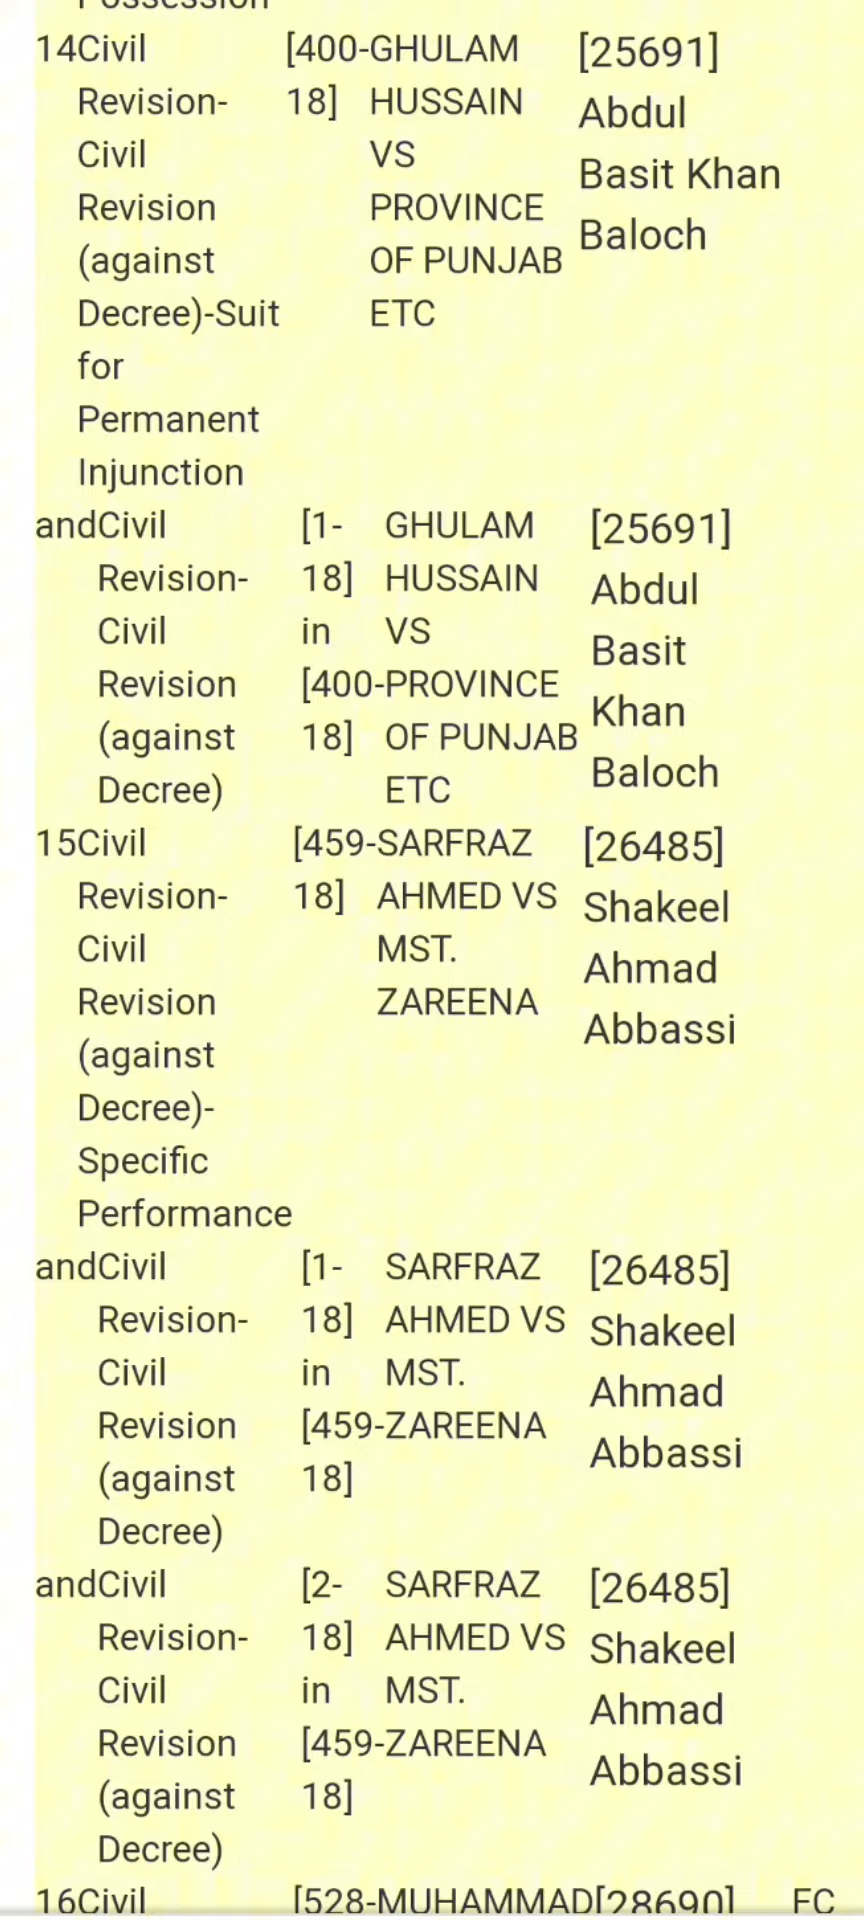 Possession
14Civil [400-GHULAM [25691]
Revision- 18] HUSSAIN Abdul
Civil VS Basit Khan
Revision PROVINCE Baloch
(against OF PUNJAB
Decree)-Suit ETC
for
Permanent
Injunction
andCivil [1- GHULAM [25691]
Revision- 18] HUSSAIN Abdul
Civil in VS Basit
Revision [400-PROVINCE Khan
(against 18] OF PUNJAB Baloch
Decree) ETC
15Civil [459-SARFRAZ [26485]
Revision- 18] AHMED VS Shakeel
Civil MST. Ahmad
Revision ZAREENA Abbassi
(against
Decree)-
Specific
Performance
andCivil [1- SARFRAZ [26485]
Revision- 18] AHMED VS Shakeel
Civil in MST. Ahmad
Revision [459-ZAREENA Abbassi
(against 18]
Decree)
andCivil [2- SARFRAZ [26485]
Revision- 18] AHMED VS Shakeel
Civil in MST. Ahmad
Revision [459-ZAREENA Abbassi
(against 18]
Decree)
16Civil [528-MUHAMMAD[28690]